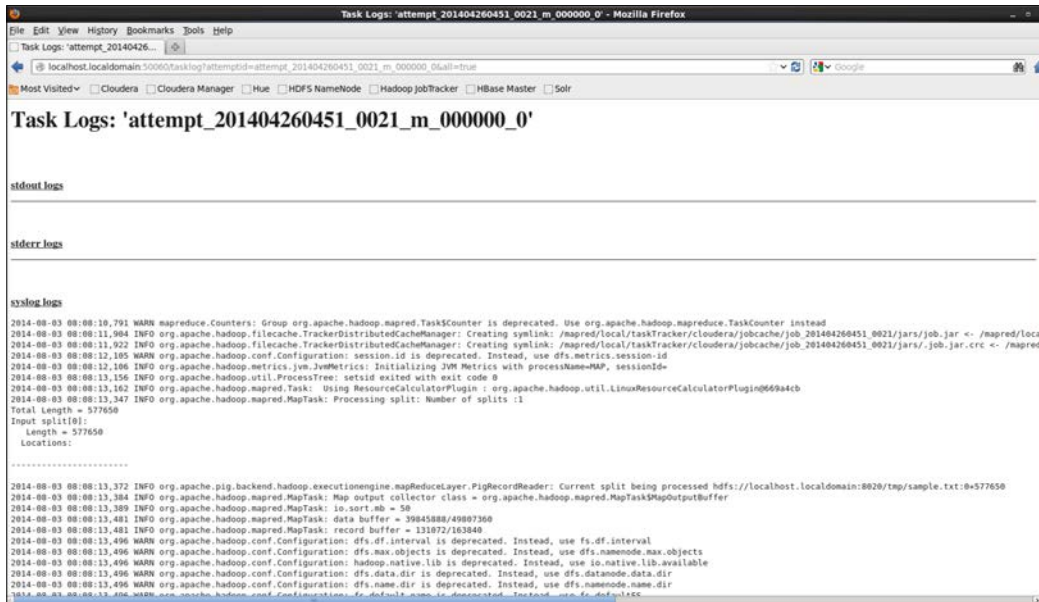 Task Logs: 'attempt_201404260451_0021_m_000000_0' - Mozilla Firefox
File Edit View History Bookmarks Tools Help
Task Logs: 'attempt_20140426...
localhost.localdomain:50060/tasklog?attemptid=attempt_201404260451_0021_m_000000_0&all=true Google
Most Visited Cloudera Cloudera Manager Hue HDFS NameNode Hadoop JobTracker HBase Master Solr
Task Logs: 'attempt_201404260451_0021_m_000000_0'
stdout logs
stderr logs
syslog logs
2014-08-03 08:08:10,791 WARN mapreduce.Counters: Group org.apache.hadoop.mapred.Task$Counter is deprecated. Use org.apache.hadoop.mapreduce.TaskCounter instead
2014-08-03 08:08:11,904 INFO org.apache.hadoop.filecache.TrackerDistributedCacheManager: Creating symlink: /mapred/local/taskTracker/cloudera/jobcache/job_201404260451_0021/jars/job.jar <- /mapred/loca
2014-08-03 08:08:11,922 INFO org.apache.hadoop.filecache.TrackerDistributedCacheManager: Creating symlink: /mapred/local/taskTracker/cloudera/jobcache/job_201404260451_0021/jars/.job.jar.crc <- /mapred
2014-08-03 08:08:12,105 WARN org.apache.hadoop.conf.Configuration: session.id is deprecated. Instead, use dfs.metrics.session-id
2014-08-03 08:08:12,106 INFO org.apache.hadoop.metrics.jvm.JvmMetrics: Initializing JVM Metrics with processName=MAP, sessionId=
2014-08-03 08:08:13,156 INFO org.apache.hadoop.util.ProcessTree: setsid exited with exit code 0
2014-08-03 08:08:13,162 INFO org.apache.hadoop.mapred.Task: Using ResourceCalculatorPlugin : org.apache.hadoop.util.LinuxResourceCalculatorPlugin@669a4cb
2014-08-03 08:08:13,347 INFO org.apache.hadoop.mapred.MapTask: Processing split: Number of splits :1
Total Length = 577650
Input split[0]:
Length = 577650
Locations:
-----------------------
2014-08-03 08:08:13,372 INFO org.apache.pig.backend.hadoop.executionengine.mapReduceLayer.PigRecordReader: Current split being processed hdfs://localhost.localdomain:8020/tmp/sample.txt:0+577650
2014-08-03 08:08:13,384 INFO org.apache.hadoop.mapred.MapTask: Map output collector class = org.apache.hadoop.mapred.MapTask$MapOutputBuffer
2014-08-03 08:08:13,389 INFO org.apache.hadoop.mapred.MapTask: io.sort.mb = 50
2014-08-03 08:08:13,481 INFO org.apache.hadoop.mapred.MapTask: data buffer = 39845888/49807360
2014-08-03 08:08:13,481 INFO org.apache.hadoop.mapred.MapTask: record buffer = 131072/163840
2014-08-03 08:08:13,496 WARN org.apache.hadoop.conf.Configuration: dfs.df.interval is deprecated. Instead, use fs.df.interval
2014-08-03 08:08:13,496 WARN org.apache.hadoop.conf.Configuration: dfs.max.objects is deprecated. Instead, use dfs.namenode.max.objects
2014-08-03 08:08:13,496 WARN org.apache.hadoop.conf.Configuration: hadoop.native.lib is deprecated. Instead, use io.native.lib.available
2014-08-03 08:08:13,496 WARN org.apache.hadoop.conf.Configuration: dfs.data.dir is deprecated. Instead, use dfs.datanode.data.dir
2014-08-03 08:08:13,496 WARN org.apache.hadoop.conf.Configuration: dfs.name.dir is deprecated. Instead, use dfs.namenode.name.dir
2014-08-03 08:08:13,496 WARN org.apache.hadoop.conf.Configuration: fs.default.name is deprecated. Instead, use fs.defaultFS